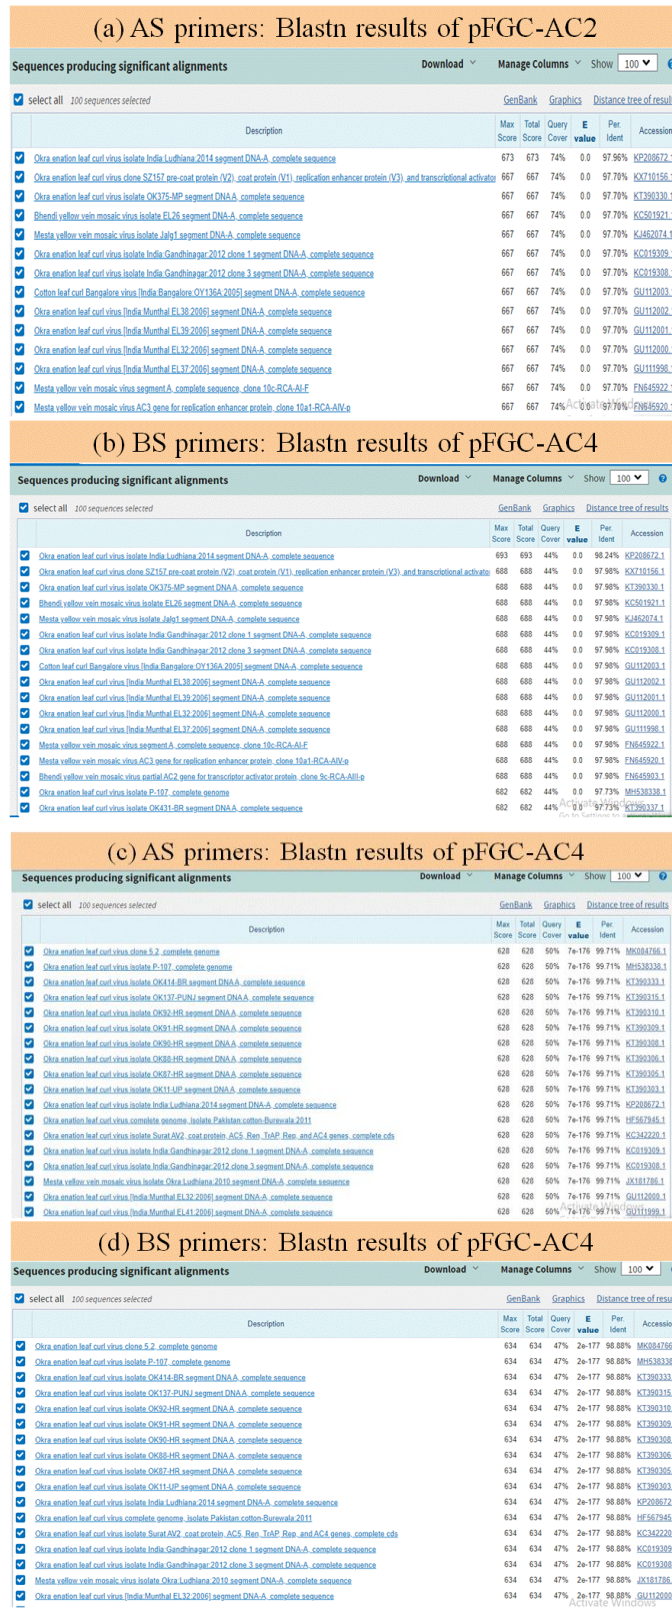 (a) AS primers: Blastn results of pFGC-AC2
Sequences producing significant alignments Download Manage Columns Show 100
select all 100 sequences selected GenBank Graphics Distance tree of resul
Description Max Score Total Score Query Cover E value Per. Ident Accession
Okra enation leaf curl virus isolate India:Ludhiana:2014 segment DNA-A, complete sequence 673 673 74% 0.0 97.96% KP208672.1
Okra enation leaf curl virus clone SZ157 pre-coat protein (V2), coat protein (V1), replication enhancer protein (V3), and transcriptional activator 667 667 74% 0.0 97.70% KX710156.1
Okra enation leaf curl virus isolate OK375-MP segment DNA A, complete sequence 667 667 74% 0.0 97.70% KT390330.1
Bhendi yellow vein mosaic virus isolate EL26 segment DNA-A, complete sequence 667 667 74% 0.0 97.70% KC501921.1
Mesta yellow vein mosaic virus isolate Jalg1 segment DNA-A, complete sequence 667 667 74% 0.0 97.70% KJ462074.1
Okra enation leaf curl virus isolate India:Gandhinagar:2012 clone 1 segment DNA-A, complete sequence 667 667 74% 0.0 97.70% KC019309.
Okra enation leaf curl virus isolate India:Gandhinagar:2012 clone 3 segment DNA-A, complete sequence 667 667 74% 0.0 97.70% KC019308.
Cotton leaf curl Bangalore virus [India:Bangalore:OY136A:2005] segment DNA-A, complete sequence 667 667 74% 0.0 97.70% GU112003.
Okra enation leaf curl virus [India:Munthal EL38:2006] segment DNA-A, complete sequence 667 667 74% 0.0 97.70% GU112002.
Okra enation leaf curl virus [India:Munthal EL39:2006] segment DNA-A, complete sequence 667 667 74% 0.0 97.70% GU112001.
Okra enation leaf curl virus [India:Munthal EL32:2006] segment DNA-A, complete sequence 667 667 74% 0.0 97.70% GU112000.
Okra enation leaf curl virus [India:Munthal EL37:2006] segment DNA-A, complete sequence 667 667 74% 0.0 97.70% GU111998.
Mesta yellow vein mosaic virus segment A, complete sequence, clone 10c-RCA-AI-F 667 667 74% 0.0 97.70% FN645922.
Mesta yellow vein mosaic virus AC3 gene for replication enhancer protein, clone 10a1-RCA-AIV-p 667 667 74% 0.0 97.70% FN645920.
Activate Windows
(b) BS primers: Blastn results of pFGC-AC4
Sequences producing significant alignments Download Manage Columns Show 100
select all 100 sequences selected GenBank Graphics Distance tree of results
Description Max Score Total Score Query Cover E value Per. Ident Accession
Okra enation leaf curl virus isolate India:Ludhiana:2014 segment DNA-A, complete sequence 693 693 44% 0.0 98.24% KP208672.1
Okra enation leaf curl virus clone SZ157 pre-coat protein (V2), coat protein (V1), replication enhancer protein (V3), and transcriptional activato 688 688 44% 0.0 97.98% KX710156.1
Okra enation leaf curl virus isolate OK375-MP segment DNA A, complete sequence 688 688 44% 0.0 97.98% KT390330.1
Bhendi yellow vein mosaic virus isolate EL26 segment DNA-A, complete sequence 688 688 44% 0.0 97.98% KC501921.1
Mesta yellow vein mosaic virus isolate Jalg1 segment DNA-A, complete sequence 688 688 44% 0.0 97.98% KJ462074.1
Okra enation leaf curl virus isolate India:Gandhinagar:2012 clone 1 segment DNA-A, complete sequence 688 688 44% 0.0 97.98% KC019309.1
Okra enation leaf curl virus isolate India:Gandhinagar:2012 clone 3 segment DNA-A, complete sequence 688 688 44% 0.0 97.98% KC019308.1
Cotton leaf curl Bangalore virus [India:Bangalore:OY136A:2005] segment DNA-A, complete sequence 688 688 44% 0.0 97.98% GU112003.1
Okra enation leaf curl virus [India:Munthal EL38:2006] segment DNA-A, complete sequence 688 688 44% 0.0 97.98% GU112002.1
Okra enation leaf curl virus [India:Munthal EL39:2006] segment DNA-A, complete sequence 688 688 44% 0.0 97.98% GU112001.1
Okra enation leaf curl virus [India:Munthal EL32:2006] segment DNA-A, complete sequence 688 688 44% 0.0 97.98% GU112000.1
Okra enation leaf curl virus [India:Munthal EL37:2006] segment DNA-A, complete sequence 688 688 44% 0.0 97.98% GU111998.1
Mesta yellow vein mosaic virus segment A, complete sequence, clone 10c-RCA-AI-F 688 688 44% 0.0 97.98% FN645922.1
Mesta yellow vein mosaic virus AC3 gene for replication enhancer protein, clone 10a1-RCA-AIV-p 688 688 44% 0.0 97.98% FN645920.1
Bhendi yellow vein mosaic virus partial AC2 gene for transcriptor activator protein, clone 9c-RCA-AIII-p 688 688 44% 0.0 97.98% FN645903.1
Okra enation leaf curl virus isolate P-107, complete genome 682 682 44% 0.0 97.73% MH538338.1
Okra enation leaf curl virus isolate OK431-BR segment DNA A, complete sequence 682 682 44% 0.0 97.73% KT390337.1
Activate Windows
(c) AS primers: Blastn results of pFGC-AC4
Sequences producing significant alignments Download Manage Columns Show 100
select all 100 sequences selected GenBank Graphics Distance tree of results
Description Max Score Total Score Query Cover E value Per. Ident Accession
Okra enation leaf curl virus clone 5.2, complete genome 628 628 50% 7e-176 99.71% MK084766.1
Okra enation leaf curl virus isolate P-107, complete genome 628 628 50% 7e-176 99.71% MH538338.1
Okra enation leaf curl virus isolate OK414-BR segment DNA A, complete sequence 628 628 50% 7e-176 99.71% KT390333.1
Okra enation leaf curl virus isolate OK137-PUNJ segment DNA A, complete sequence 628 628 50% 7e-176 99.71% KT390315.1
Okra enation leaf curl virus isolate OK92-HR segment DNA A, complete sequence 628 628 50% 7e-176 99.71% KT390310.1
Okra enation leaf curl virus isolate OK91-HR segment DNA A, complete sequence 628 628 50% 7e-176 99.71% KT390309.1
Okra enation leaf curl virus isolate OK90-HR segment DNA A, complete sequence 628 628 50% 7e-176 99.71% KT390308.1
Okra enation leaf curl virus isolate OK88-HR segment DNA A, complete sequence 628 628 50% 7e-176 99.71% KT390306.1
Okra enation leaf curl virus isolate OK87-HR segment DNA A, complete sequence 628 628 50% 7e-176 99.71% KT390305.1
Okra enation leaf curl virus isolate OK11-UP segment DNA A, complete sequence 628 628 50% 7e-176 99.71% KT390303.1
Okra enation leaf curl virus isolate India:Ludhiana:2014 segment DNA-A, complete sequence 628 628 50% 7e-176 99.71% KP208672.1
Okra enation leaf curl virus complete genome, isolate Pakistan:cotton-Burewala:2011 628 628 50% 7e-176 99.71% HF567945.1
Okra enation leaf curl virus isolate Surat AV2, coat protein, AC5, Ren, TrAP, Rep, and AC4 genes, complete cds 628 628 50% 7e-176 99.71% KC342220.1
Okra enation leaf curl virus isolate India:Gandhinagar:2012 clone 1 segment DNA-A, complete sequence 628 628 50% 7e-176 99.71% KC019309.1
Okra enation leaf curl virus isolate India:Gandhinagar:2012 clone 3 segment DNA-A, complete sequence 628 628 50% 7e-176 99.71% KC019308.1
Mesta yellow vein mosaic virus isolate Okra:Ludhiana:2010 segment DNA-A, complete sequence 628 628 50% 7e-176 99.71% JX181786.1
Okra enation leaf curl virus [India:Munthal EL32:2006] segment DNA-A, complete sequence 628 628 50% 7e-176 99.71% GU112000.1
Okra enation leaf curl virus [India:Munthal EL41:2006] segment DNA-A, complete sequence 628 628 50% 7e-176 99.71% GU111999.1
Activate Windows
(d) BS primers: Blastn results of pFGC-AC4
Sequences producing significant alignments Download Manage Columns Show 100
select all 100 sequences selected GenBank Graphics Distance tree of resu
Description Max Score Total Score Query Cover E value Per. Ident Accessio
Okra enation leaf curl virus clone 5.2, complete genome 634 634 47% 2e-177 98.88% MK084766
Okra enation leaf curl virus isolate P-107, complete genome 634 634 47% 2e-177 98.88% MH538338
Okra enation leaf curl virus isolate OK414-BR segment DNA A, complete sequence 634 634 47% 2e-177 98.88% KT390333.
Okra enation leaf curl virus isolate OK137-PUNJ segment DNA A, complete sequence 634 634 47% 2e-177 98.88% KT390315.
Okra enation leaf curl virus isolate OK92-HR segment DNA A, complete sequence 634 634 47% 2e-177 98.88% KT390310.
Okra enation leaf curl virus isolate OK91-HR segment DNA A, complete sequence 634 634 47% 2e-177 98.88% KT390309.
Okra enation leaf curl virus isolate OK90-HR segment DNA A, complete sequence 634 634 47% 2e-177 98.88% KT390308.
Okra enation leaf curl virus isolate OK88-HR segment DNA A, complete sequence 634 634 47% 2e-177 98.88% KT390306.
Okra enation leaf curl virus isolate OK87-HR segment DNA A, complete sequence 634 634 47% 2e-177 98.88% KT390305.
Okra enation leaf curl virus isolate OK11-UP segment DNA A, complete sequence 634 634 47% 2e-177 98.88% KT390303.
Okra enation leaf curl virus isolate India:Ludhiana:2014 segment DNA-A, complete sequence 634 634 47% 2e-177 98.88% KP208672
Okra enation leaf curl virus complete genome, isolate Pakistan:cotton-Burewala:2011 634 634 47% 2e-177 98.88% HF567945
Okra enation leaf curl virus isolate Surat AV2, coat protein, AC5, Ren, TrAP, Rep, and AC4 genes, complete cds 634 634 47% 2e-177 98.88% KC342220
Okra enation leaf curl virus isolate India:Gandhinagar:2012 clone 1 segment DNA-A, complete sequence 634 634 47% 2e-177 98.88% KC019309
Okra enation leaf curl virus isolate India:Gandhinagar:2012 clone 3 segment DNA-A, complete sequence 634 634 47% 2e-177 98.88% KC019308
Mesta yellow vein mosaic virus isolate Okra:Ludhiana:2010 segment DNA-A, complete sequence 634 634 47% 2e-177 98.88% JX181786.
Okra enation leaf curl virus [India:Munthal EL32:2006] segment DNA-A, complete sequence 634 634 47% 2e-177 98.88% GU112000
Activate Windows